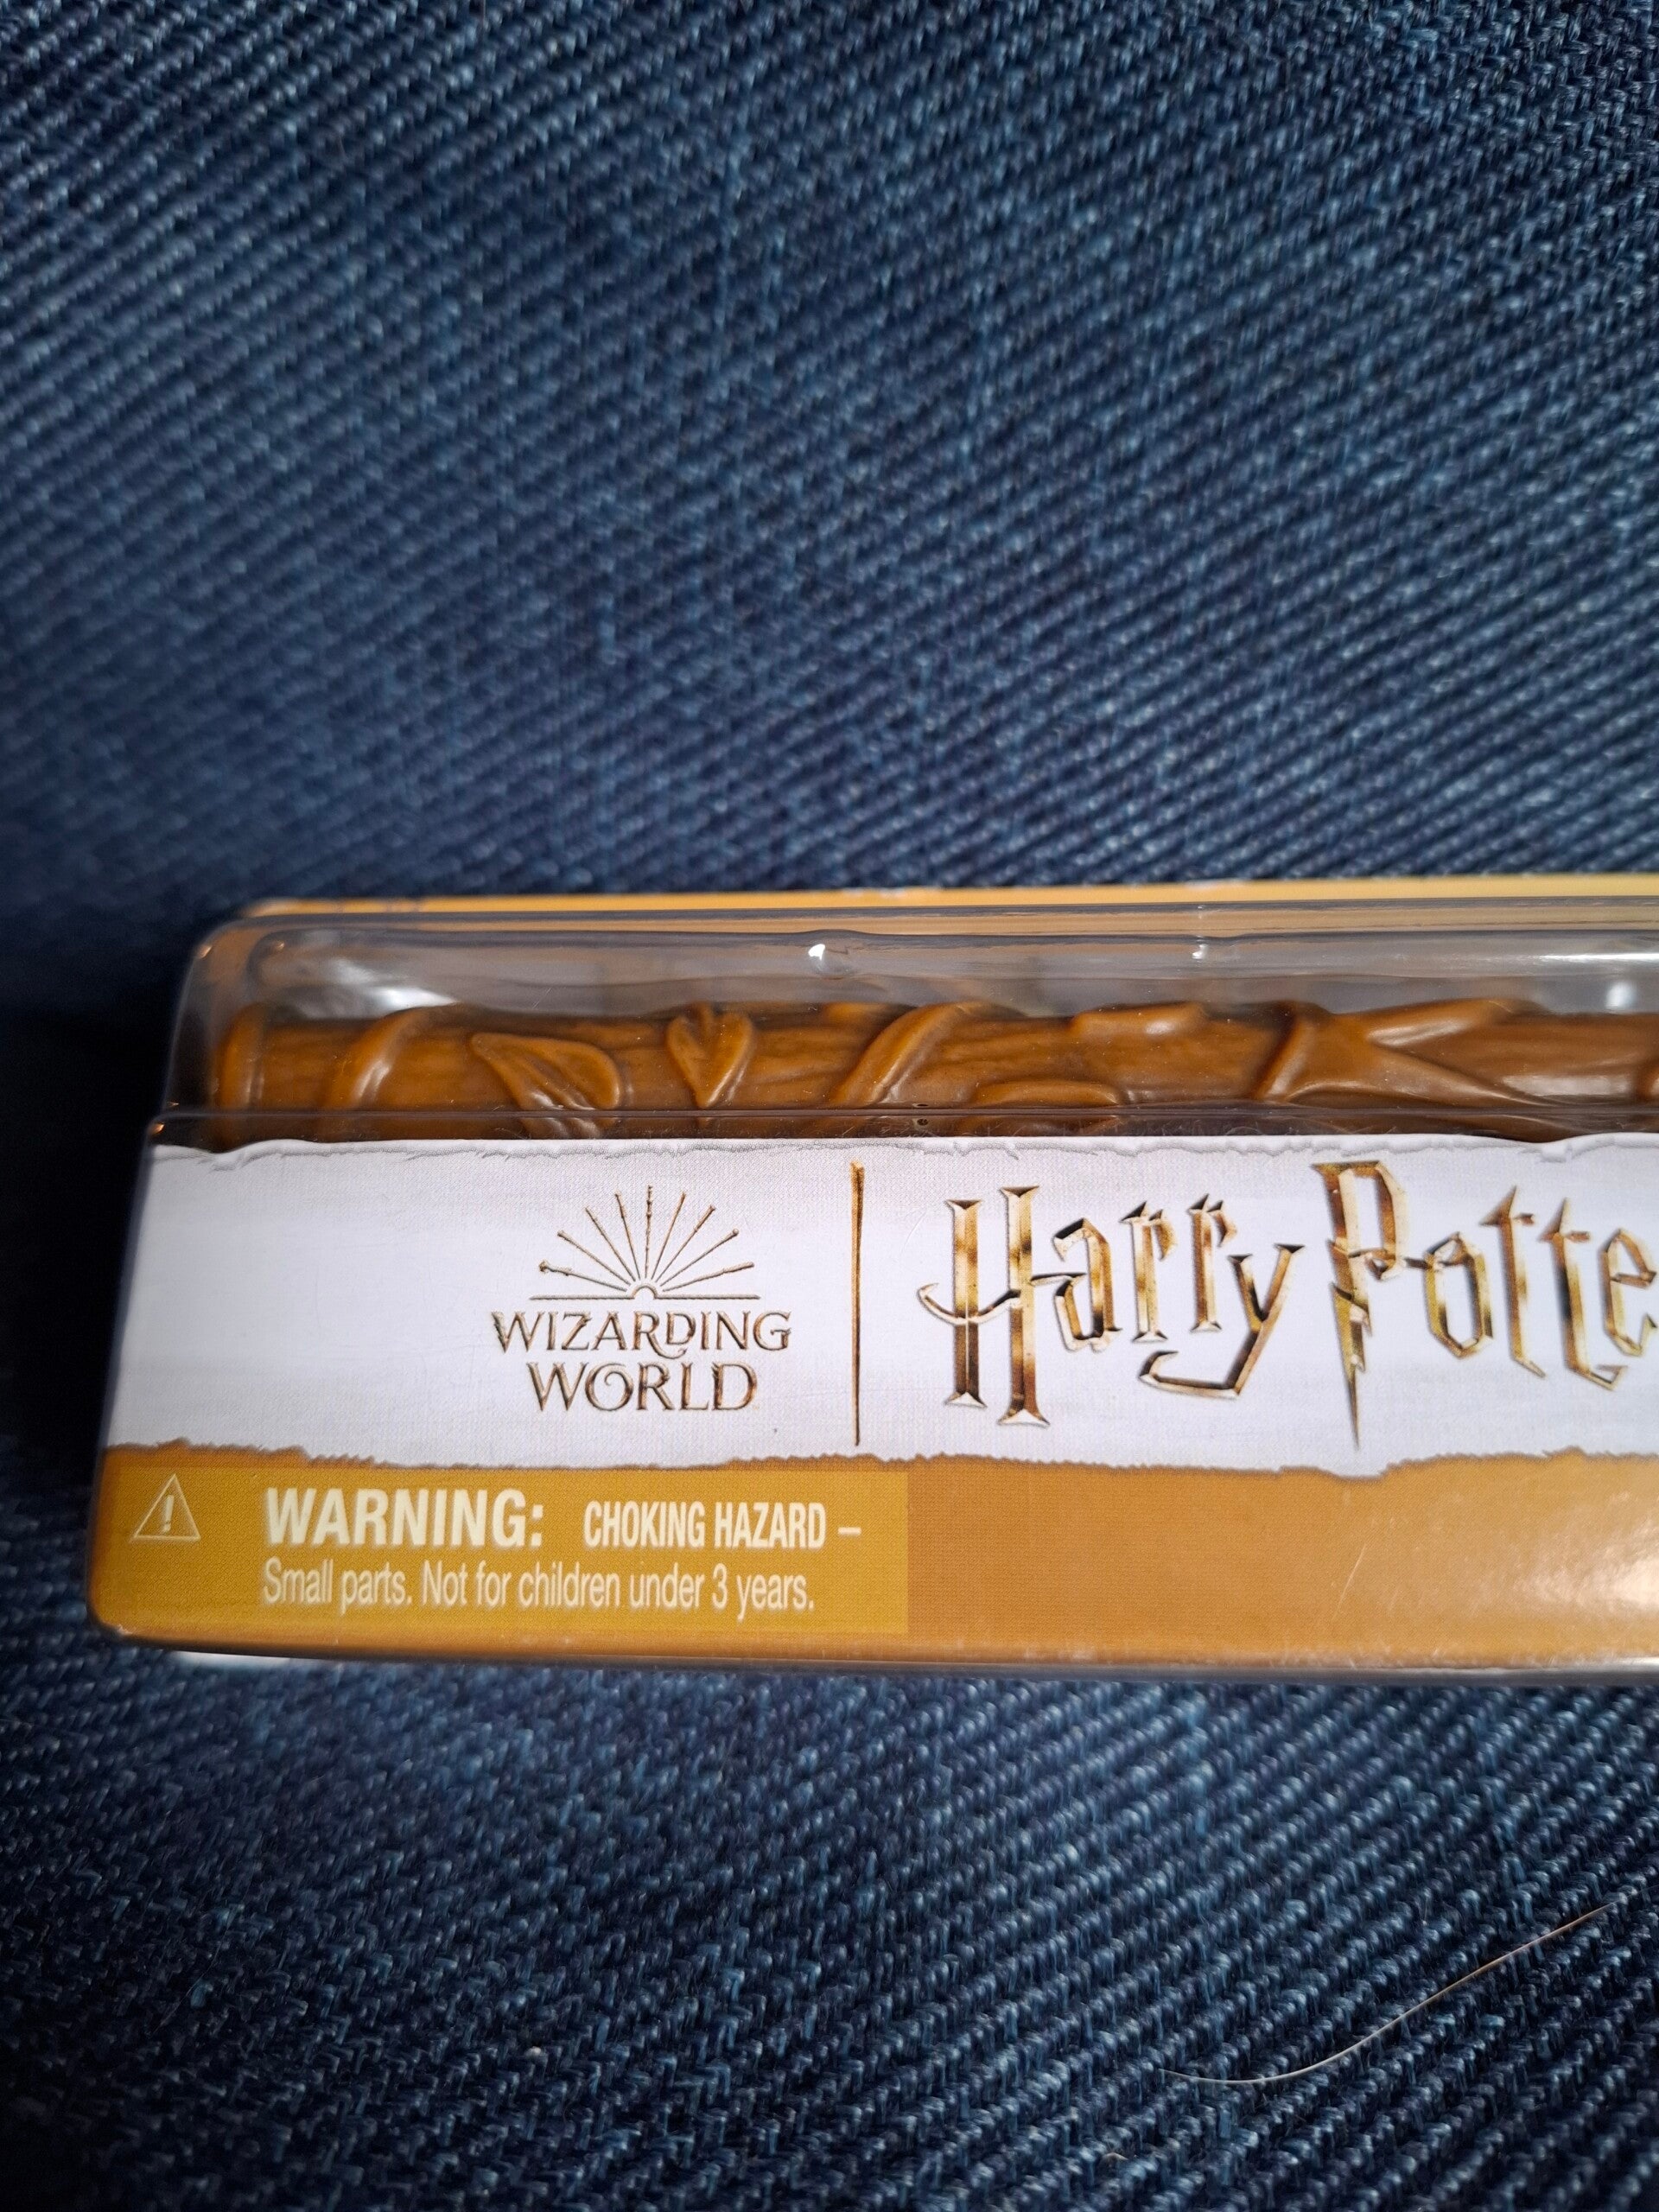 WIZARDING
WORLD
Harry Potte
WARNING: CHOKING HAZARD –
Small parts. Not for children under 3 years.